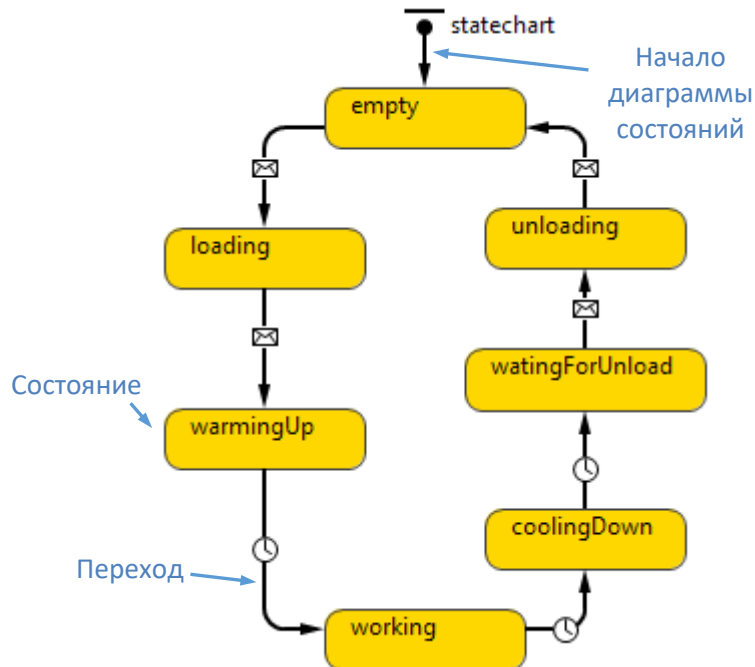 statechart
Начало
диаграммы
состояний
empty
loading
unloading
watingForUnload
Состояние
warmingUp
coolingDown
Переход
working